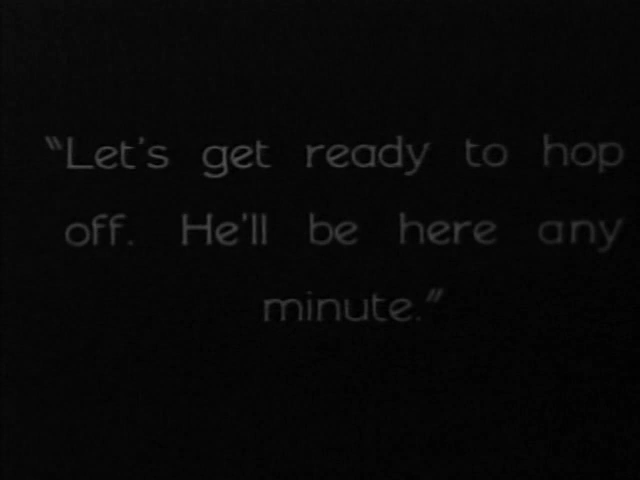 “Let's get ready to hop
off. He'll be here any
minute.”